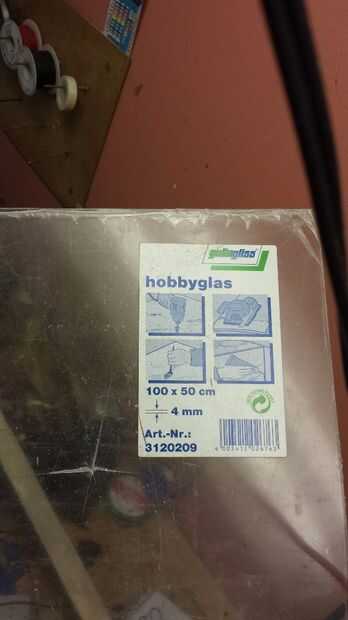 hobbyglas
100 x 50 cm
4 mm
Art.-Nr.:
3120209